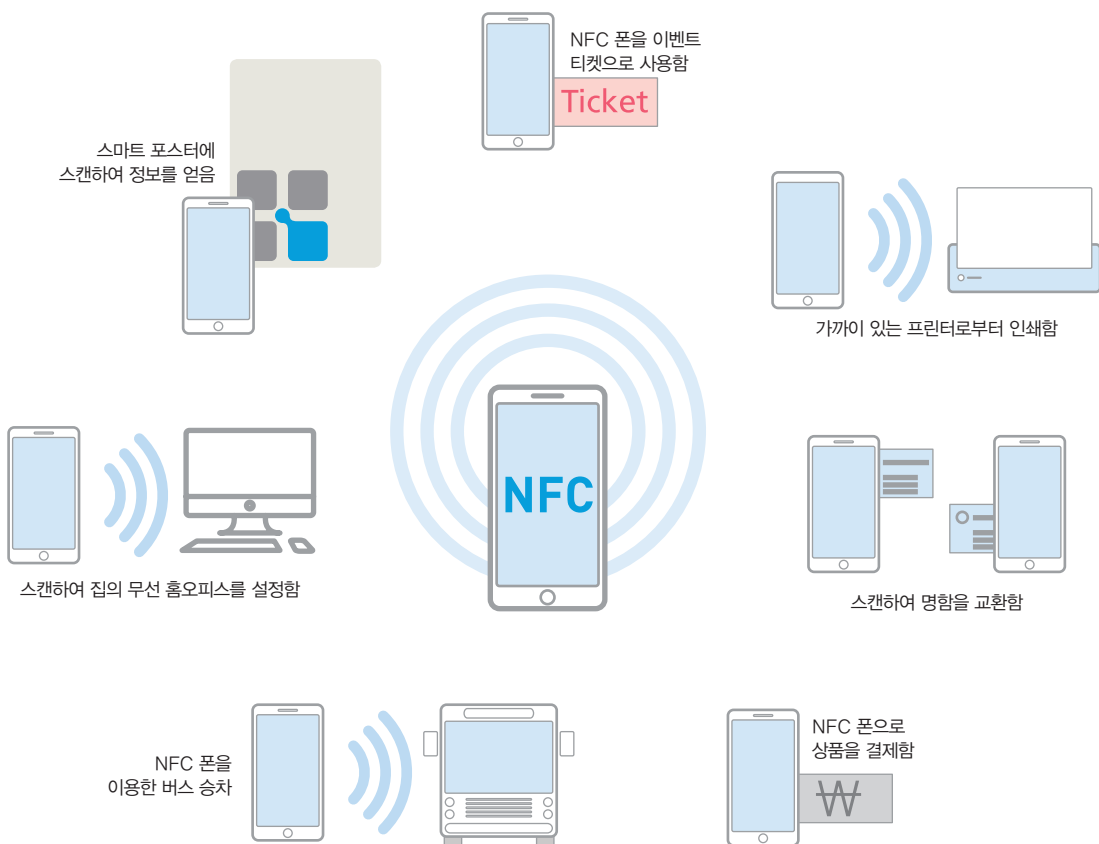 NFC 폰을 이벤트
티켓으로 사용함
Ticket
스마트 포스터에
스캔하여 정보를 얻음
가까이 있는 프린터로부터 인쇄함
NFC
스캔하여 집의 무선 홈오피스를 설정함
스캔하여 명함을 교환함
NFC 폰을
이용한 버스 승차
NFC 폰으로
상품을 결제함
₩